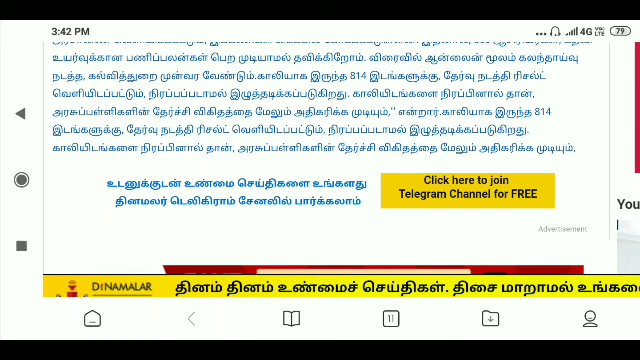 3:42 PM
4G
79
உயர்வுக்கான பணிப்பலன்கள் பெற முடியாமல் தவிக்கிறோம். விரைவில் ஆன்லைன் மூலம் கலந்தாய்வு
நடத்த, கல்வித்துறை முன்வர வேண்டும்.காலியாக இருந்த 814 இடங்களுக்கு, தேர்வு நடத்தி ரிசல்ட்
வெளியிடப்பட்டும், நிரப்பப்படாமல் இழுத்தடிக்கப்படுகிறது. காலியிடங்களை நிரப்பினால் தான்,
அரசுப்பள்ளிகளின் தேர்ச்சி விகிதத்தை மேலும் அதிகரிக்க முடியும்,'' என்றார்.காலியாக இருந்த 814
இடங்களுக்கு, தேர்வு நடத்தி ரிசல்ட் வெளியிடப்பட்டும், நிரப்பப்படாமல் இழுத்தடிக்கப்படுகிறது.
காலியிடங்களை நிரப்பினால் தான், அரசுப்பள்ளிகளின் தேர்ச்சி விகிதத்தை மேலும் அதிகரிக்க முடியும்,
உடனுக்குடன் உண்மை செய்திகளை உங்களது
தினமலர் டெலிகிராம் சேனலில் பார்க்கலாம்
Click here to join
Telegram Channel for FREE
You
Advertisement
DINAMALAR
தினம் தினம் உண்மைச் செய்திகள். திசை மாறாமல்
11